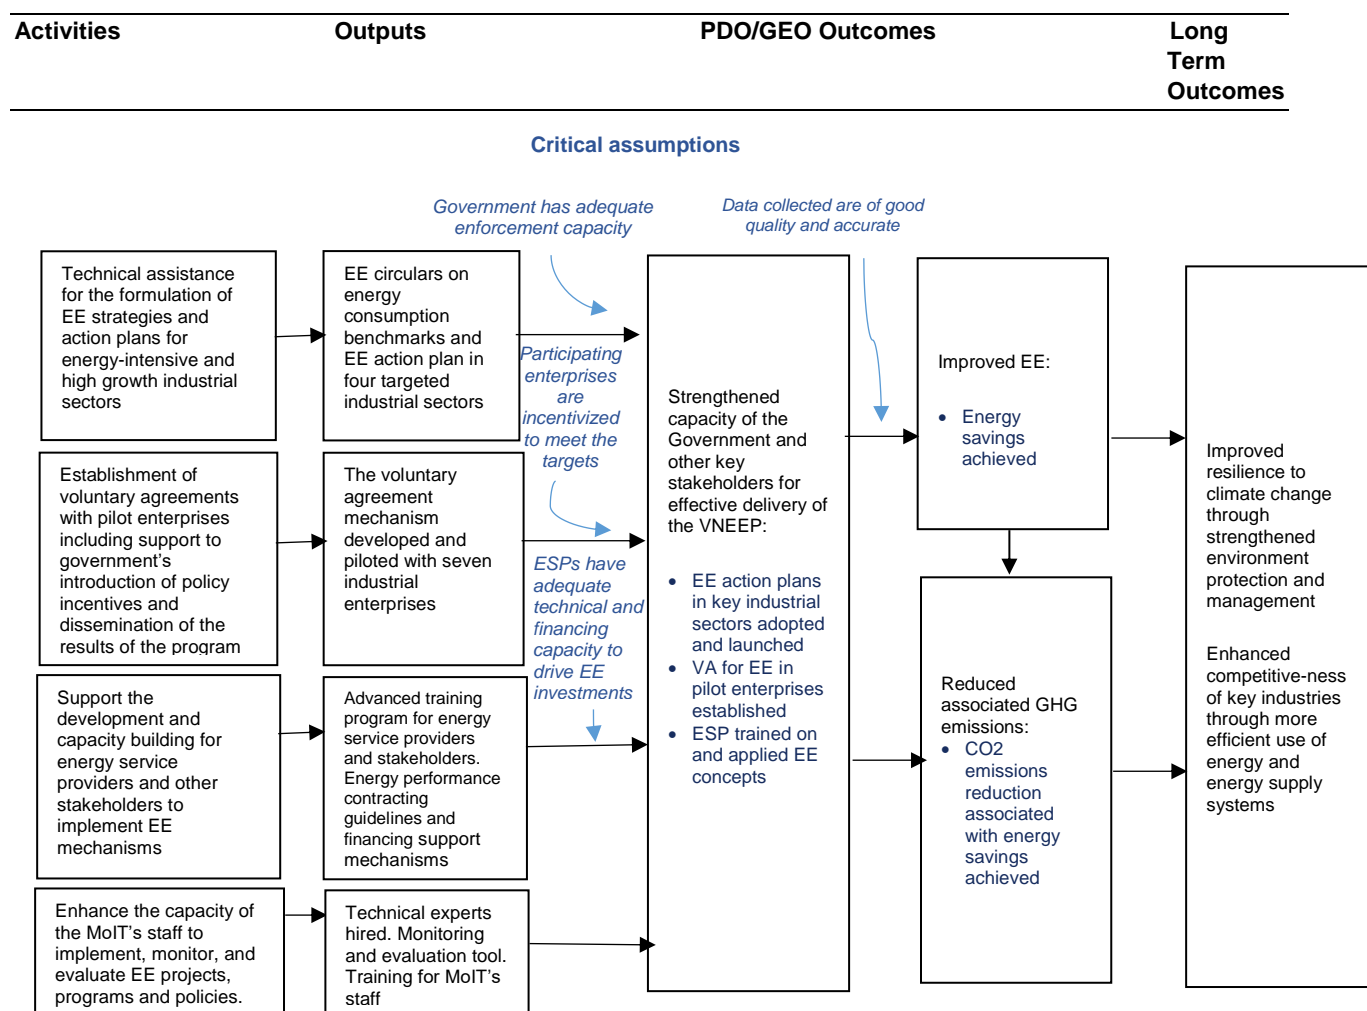 Activities
Outputs
PDO/GEO Outcomes
Long
Term
Outcomes
Critical assumptions
Government has adequate
enforcement capacity
Data collected are of good
quality and accurate
Technical assistance
for the formulation of
EE strategies and
action plans for
energy-intensive and
high growth industrial
sectors
EE circulars on
energy
consumption
benchmarks and
EE action plan in
four targeted
industrial sectors
Participating
enterprises
are
incentivized
to meet the
targets
Establishment of
voluntary agreements
with pilot enterprises
including support to
government's
introduction of policy
incentives and
dissemination of the
results of the program
The voluntary
agreement
mechanism
developed and
piloted with seven
industrial
enterprises
ESPs have
adequate
technical and
financing
capacity to
drive EE
investments
Support the
development and
capacity building for
energy service
providers and other
stakeholders to
implement EE
mechanisms
Advanced training
program for energy
service providers
and stakeholders.
Energy performance
contracting
guidelines and
financing support
mechanisms
Enhance the capacity of
the MoIT's staff to
implement, monitor, and
evaluate EE projects,
programs and policies.
Technical experts
hired. Monitoring
and evaluation tool.
Training for MoIT's
staff
Strengthened
capacity of the
Government and
other key
stakeholders for
effective delivery of
the VNEEP:
• EE action plans
in key industrial
sectors adopted
and launched
• VA for EE in
pilot enterprises
established
• ESP trained on
and applied EE
concepts
Improved EE:
• Energy
savings
achieved
Reduced
associated GHG
emissions:
• CO2
emissions
reduction
associated
with energy
savings
achieved
Improved
resilience to
climate change
through
strengthened
environment
protection and
management
Enhanced
competitive-ness
of key industries
through more
efficient use of
energy and
energy supply
systems